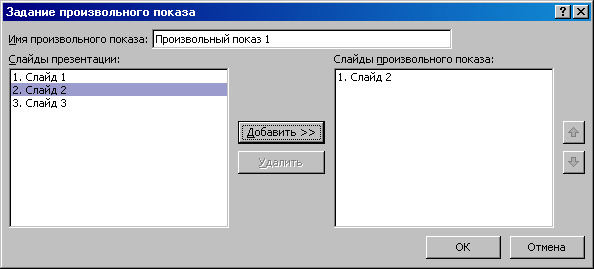 Задание произвольного показа
Имя произвольного показа: Произвольный показ 1
Слайды презентации:
1. Слайд 1
2. Слайд 2
3. Слайд 3
Добавить >>
Удалить
Слайды произвольного показа:
1. Слайд 2
ОК
Отмена